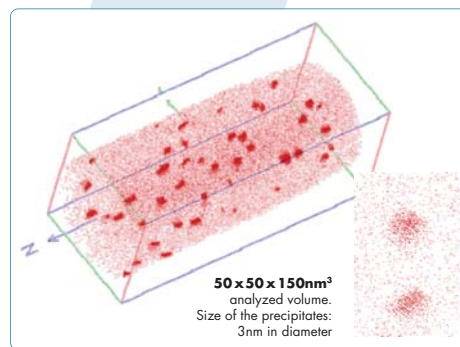 Z
50 x 50 x 150nm³
analyzed volume.
Size of the precipitates:
3nm in diameter